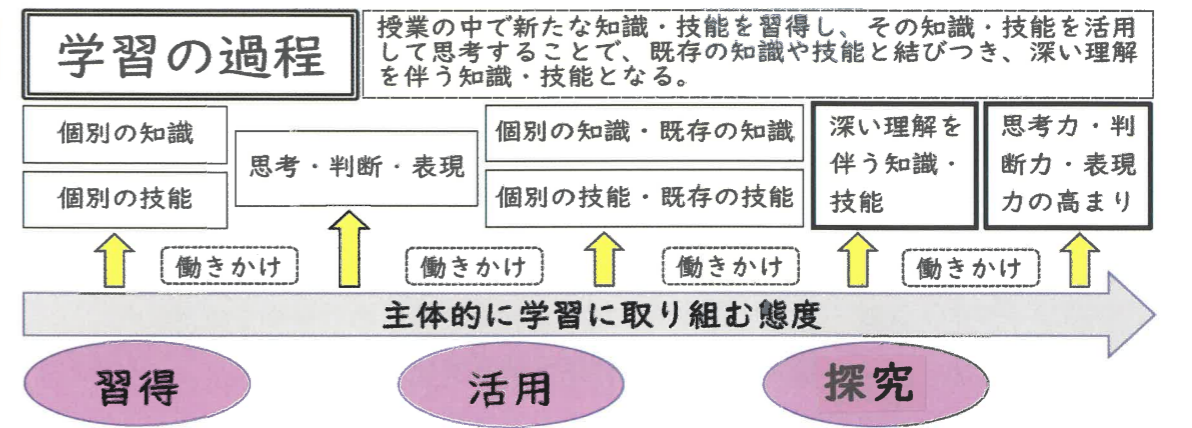 学習の過程
授業の中で新たな知識・技能を習得し、その知識・技能を活用
して思考することで、既存の知識や技能と結びつき、深い理解
を伴う知識・技能となる。
個別の知識
個別の技能
思考・判断・表現
個別の知識・既存の知識
個別の技能・既存の技能
深い理解を
伴う知識・
技能
思考力・判
断力・表現
力の高まり
働きかけ
働きかけ
働きかけ
働きかけ
主体的に学習に取り組む態度
習得
活用
探究